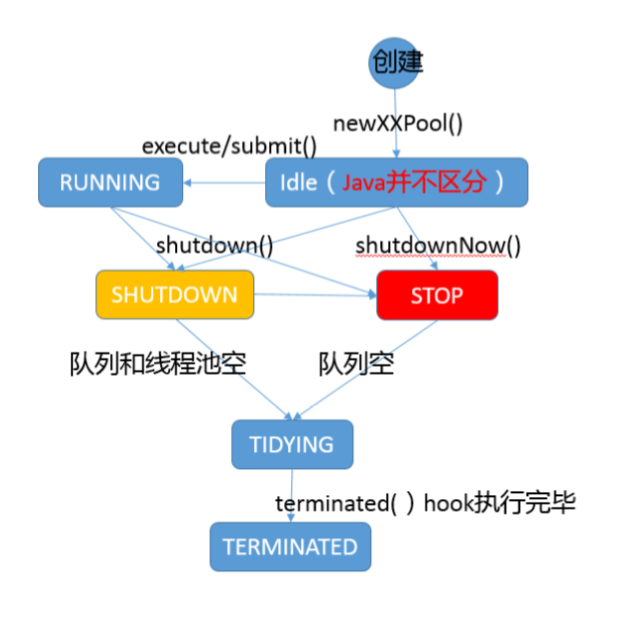 创建
newXXPool()
execute/submit()
RUNNING
Idle（Java并不区分）
shutdown()
shutdownNow()
SHUTDOWN
STOP
队列和线程池空
队列空
TIDYING
terminated( ）hook执行完毕
TERMINATED